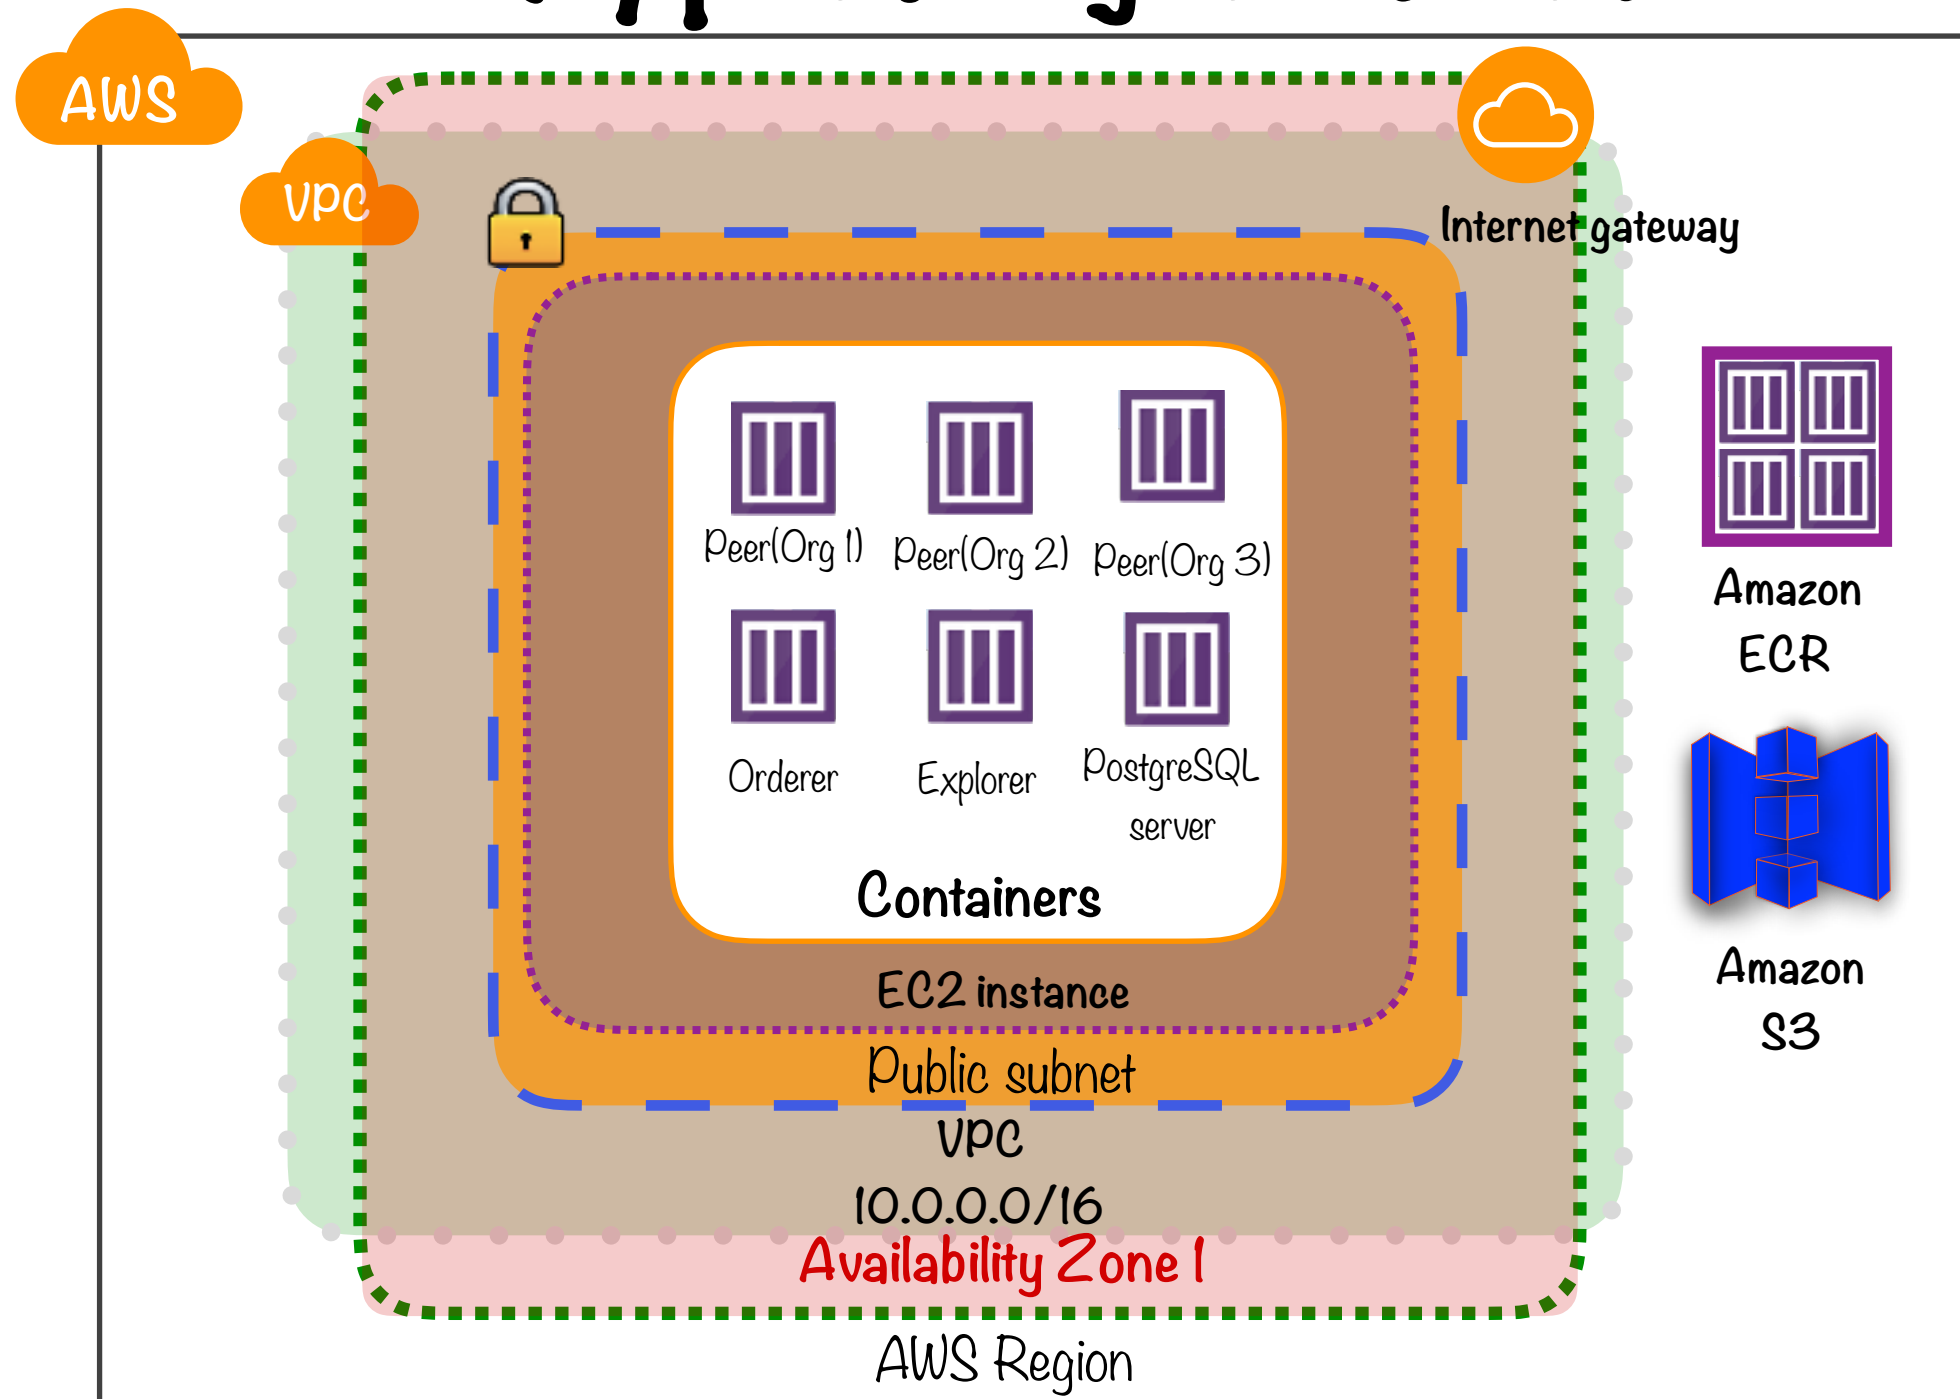 AWS
VPC
Internet gateway
Peer(Org 1)
Peer(Org 2)
Peer(Org 3)
Orderer
Explorer
PostgreSQL
server
Containers
EC2 instance
Public subnet
VPC
10.0.0.0/16
Availability Zone 1
AWS Region
Amazon
ECR
Amazon
S3